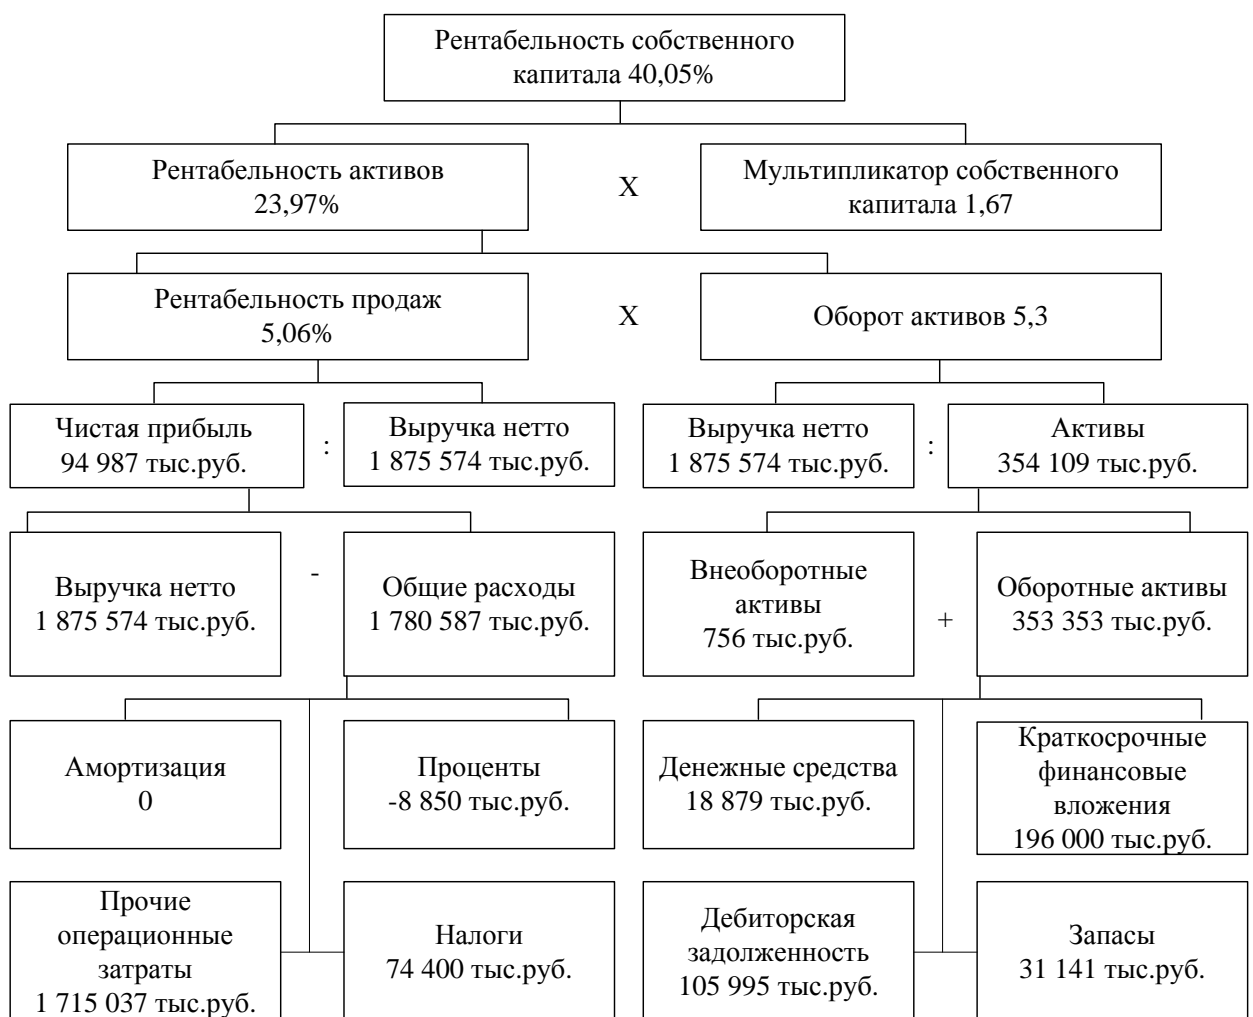 Рентабельность собственного
капитала 40,05%
Рентабельность активов
23,97%
X
Мультипликатор собственного
капитала 1,67
Рентабельность продаж
5,06%
X
Оборот активов 5,3
Чистая прибыль
94 987 тыс.руб.
:
Выручка нетто
1 875 574 тыс.руб.
Выручка нетто
1 875 574 тыс.руб.
:
Активы
354 109 тыс.руб.
Выручка нетто
1 875 574 тыс.руб.
-
Общие расходы
1 780 587 тыс.руб.
Внеоборотные
активы
756 тыс.руб.
+
Оборотные активы
353 353 тыс.руб.
Амортизация
0
Проценты
-8 850 тыс.руб.
Денежные средства
18 879 тыс.руб.
Краткосрочные
финансовые
вложения
196 000 тыс.руб.
Прочие
операционные
затраты
1 715 037 тыс.руб.
Налоги
74 400 тыс.руб.
Дебиторская
задолженность
105 995 тыс.руб.
Запасы
31 141 тыс.руб.